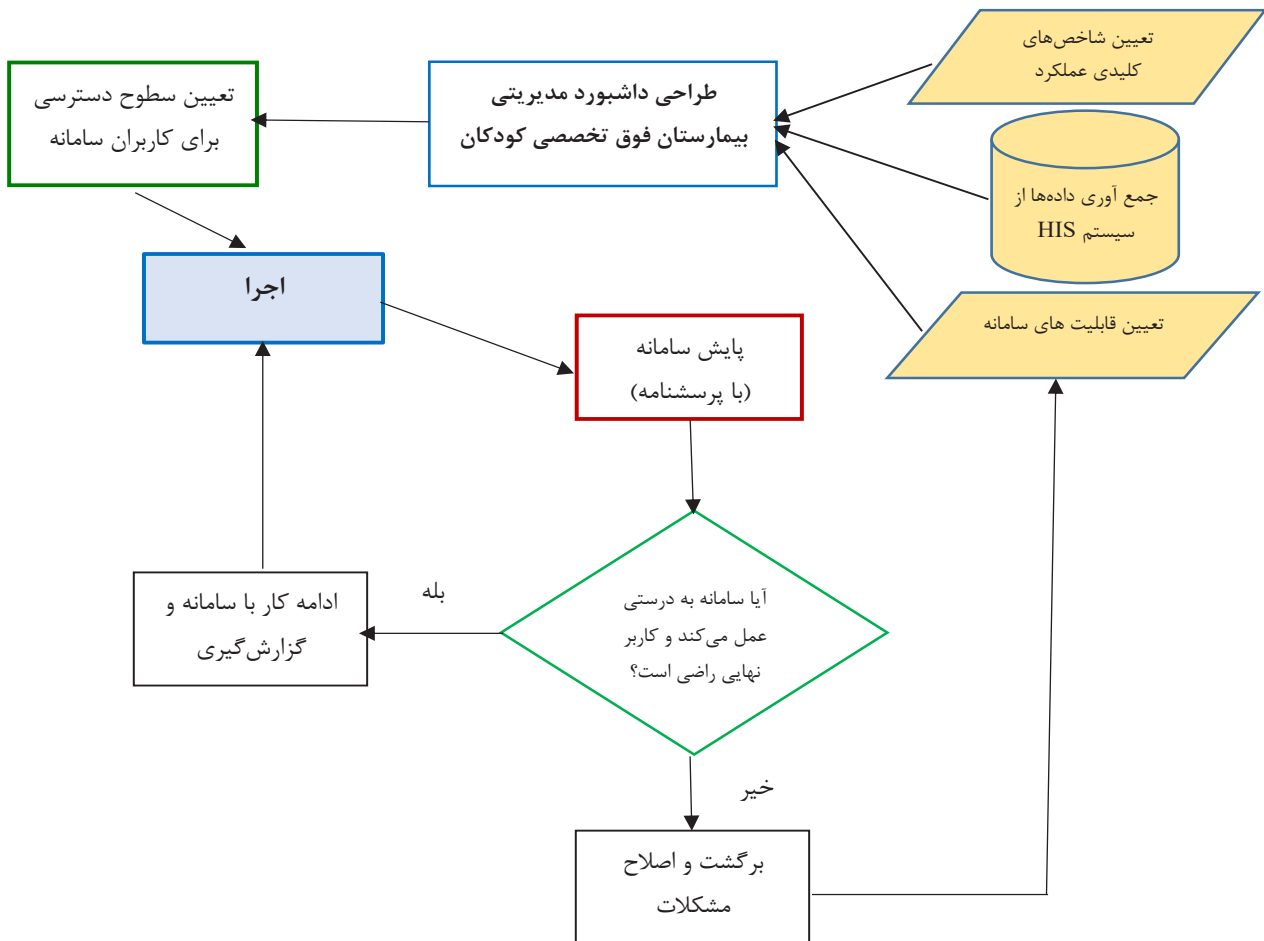 تعیین شاخص‌های
کلیدی عملکرد
طراحی داشبورد مدیریتی
بیمارستان فوق تخصصی کودکان
تعیین سطوح دسترسی
برای کاربران سامانه
جمع آوری داده‌ها از
سیستم HIS
اجرا
تعیین قابلیت های سامانه
پایش سامانه
(با پرسشنامه)
آیا سامانه به درستی
عمل می‌کند و کاربر
نهایی راضی است؟
بله
ادامه کار با سامانه و
گزارش‌گیری
خیر
برگشت و اصلاح
مشکلات